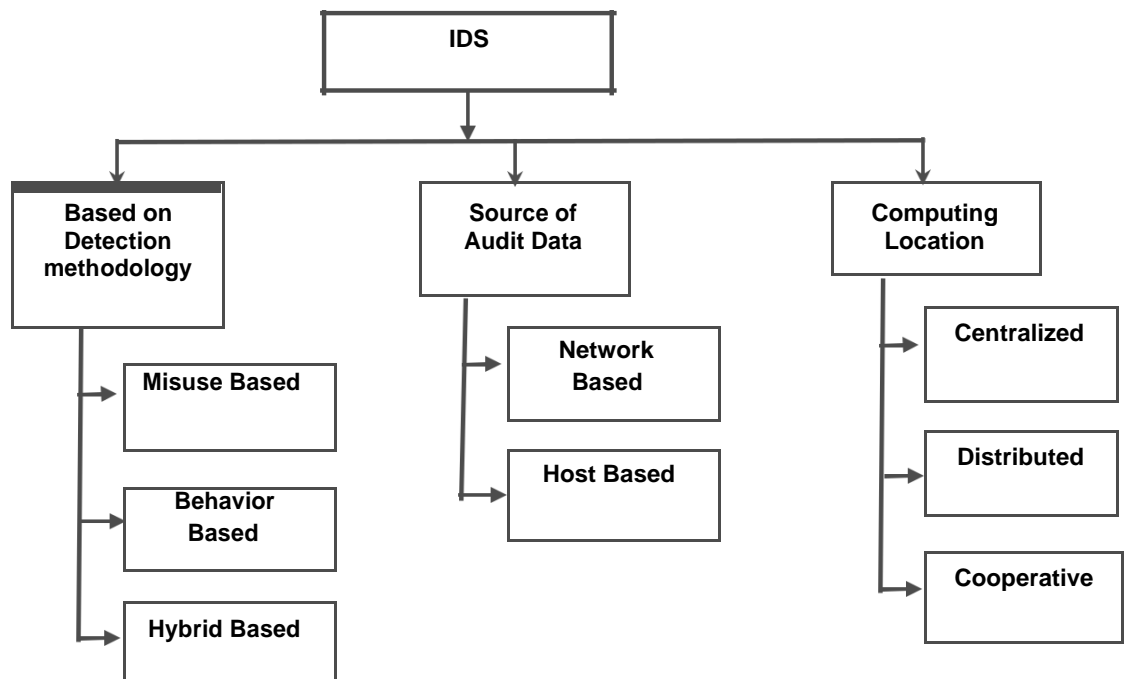 IDS
Based on
Detection
methodology
Source of
Audit Data
Computing
Location
Misuse Based
Behavior
Based
Hybrid Based
Network
Based
Host Based
Centralized
Distributed
Cooperative